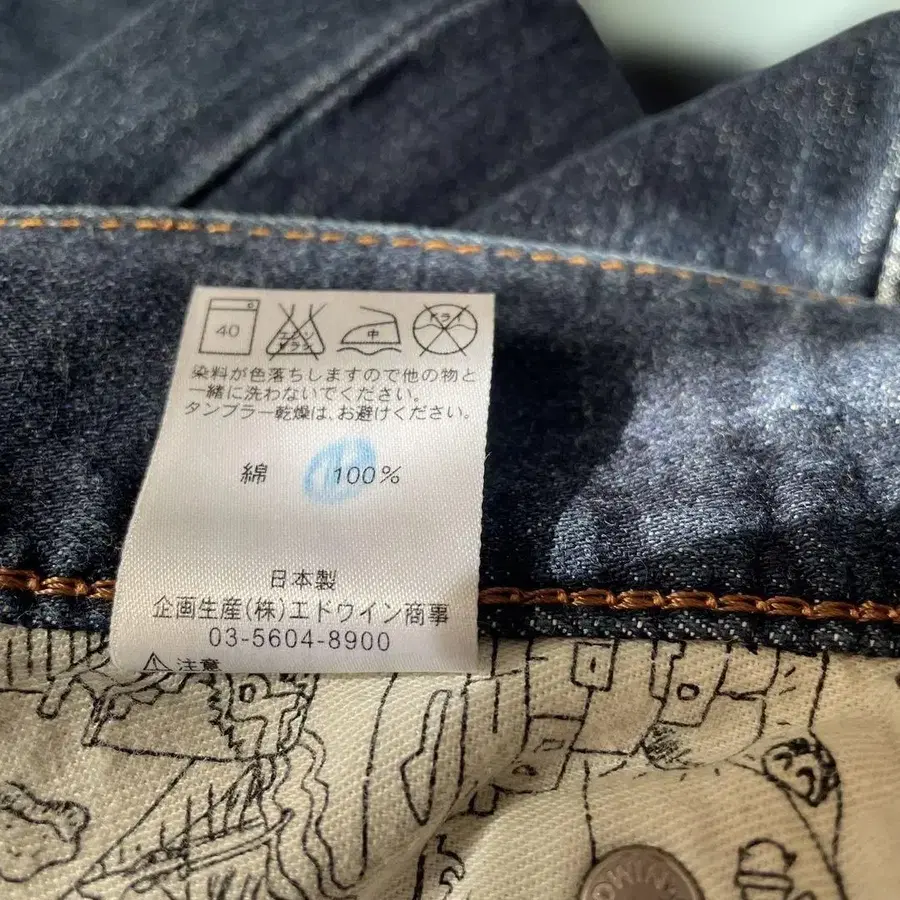 40 エンソ サラシ 中 ドライ
染料が色落ちしますので他の物と
一緒に洗わないでください。
タンブラー乾燥は、お避けください。
綿 100%
日本製
企画生産(株)エドウイン商事
03-5604-8900
注意
DWIN